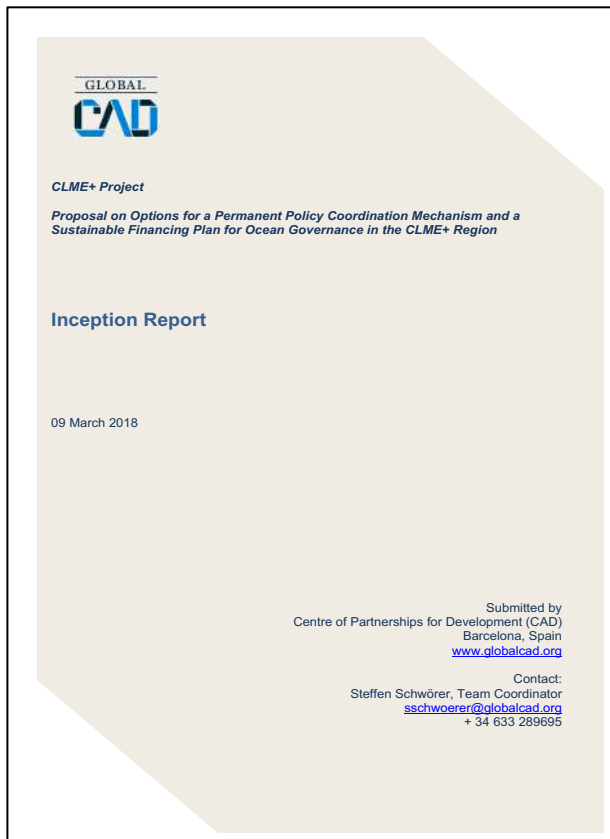 GLOBAL
CAD
CLME+ Project
Proposal on Options for a Permanent Policy Coordination Mechanism and a
Sustainable Financing Plan for Ocean Governance in the CLME+ Region
Inception Report
09 March 2018
Submitted by
Centre of Partnerships for Development (CAD)
Barcelona, Spain
www.globalcad.org
Contact:
Steffen Schwörer, Team Coordinator
sschwoerer@globalcad.org
+ 34 633 289695